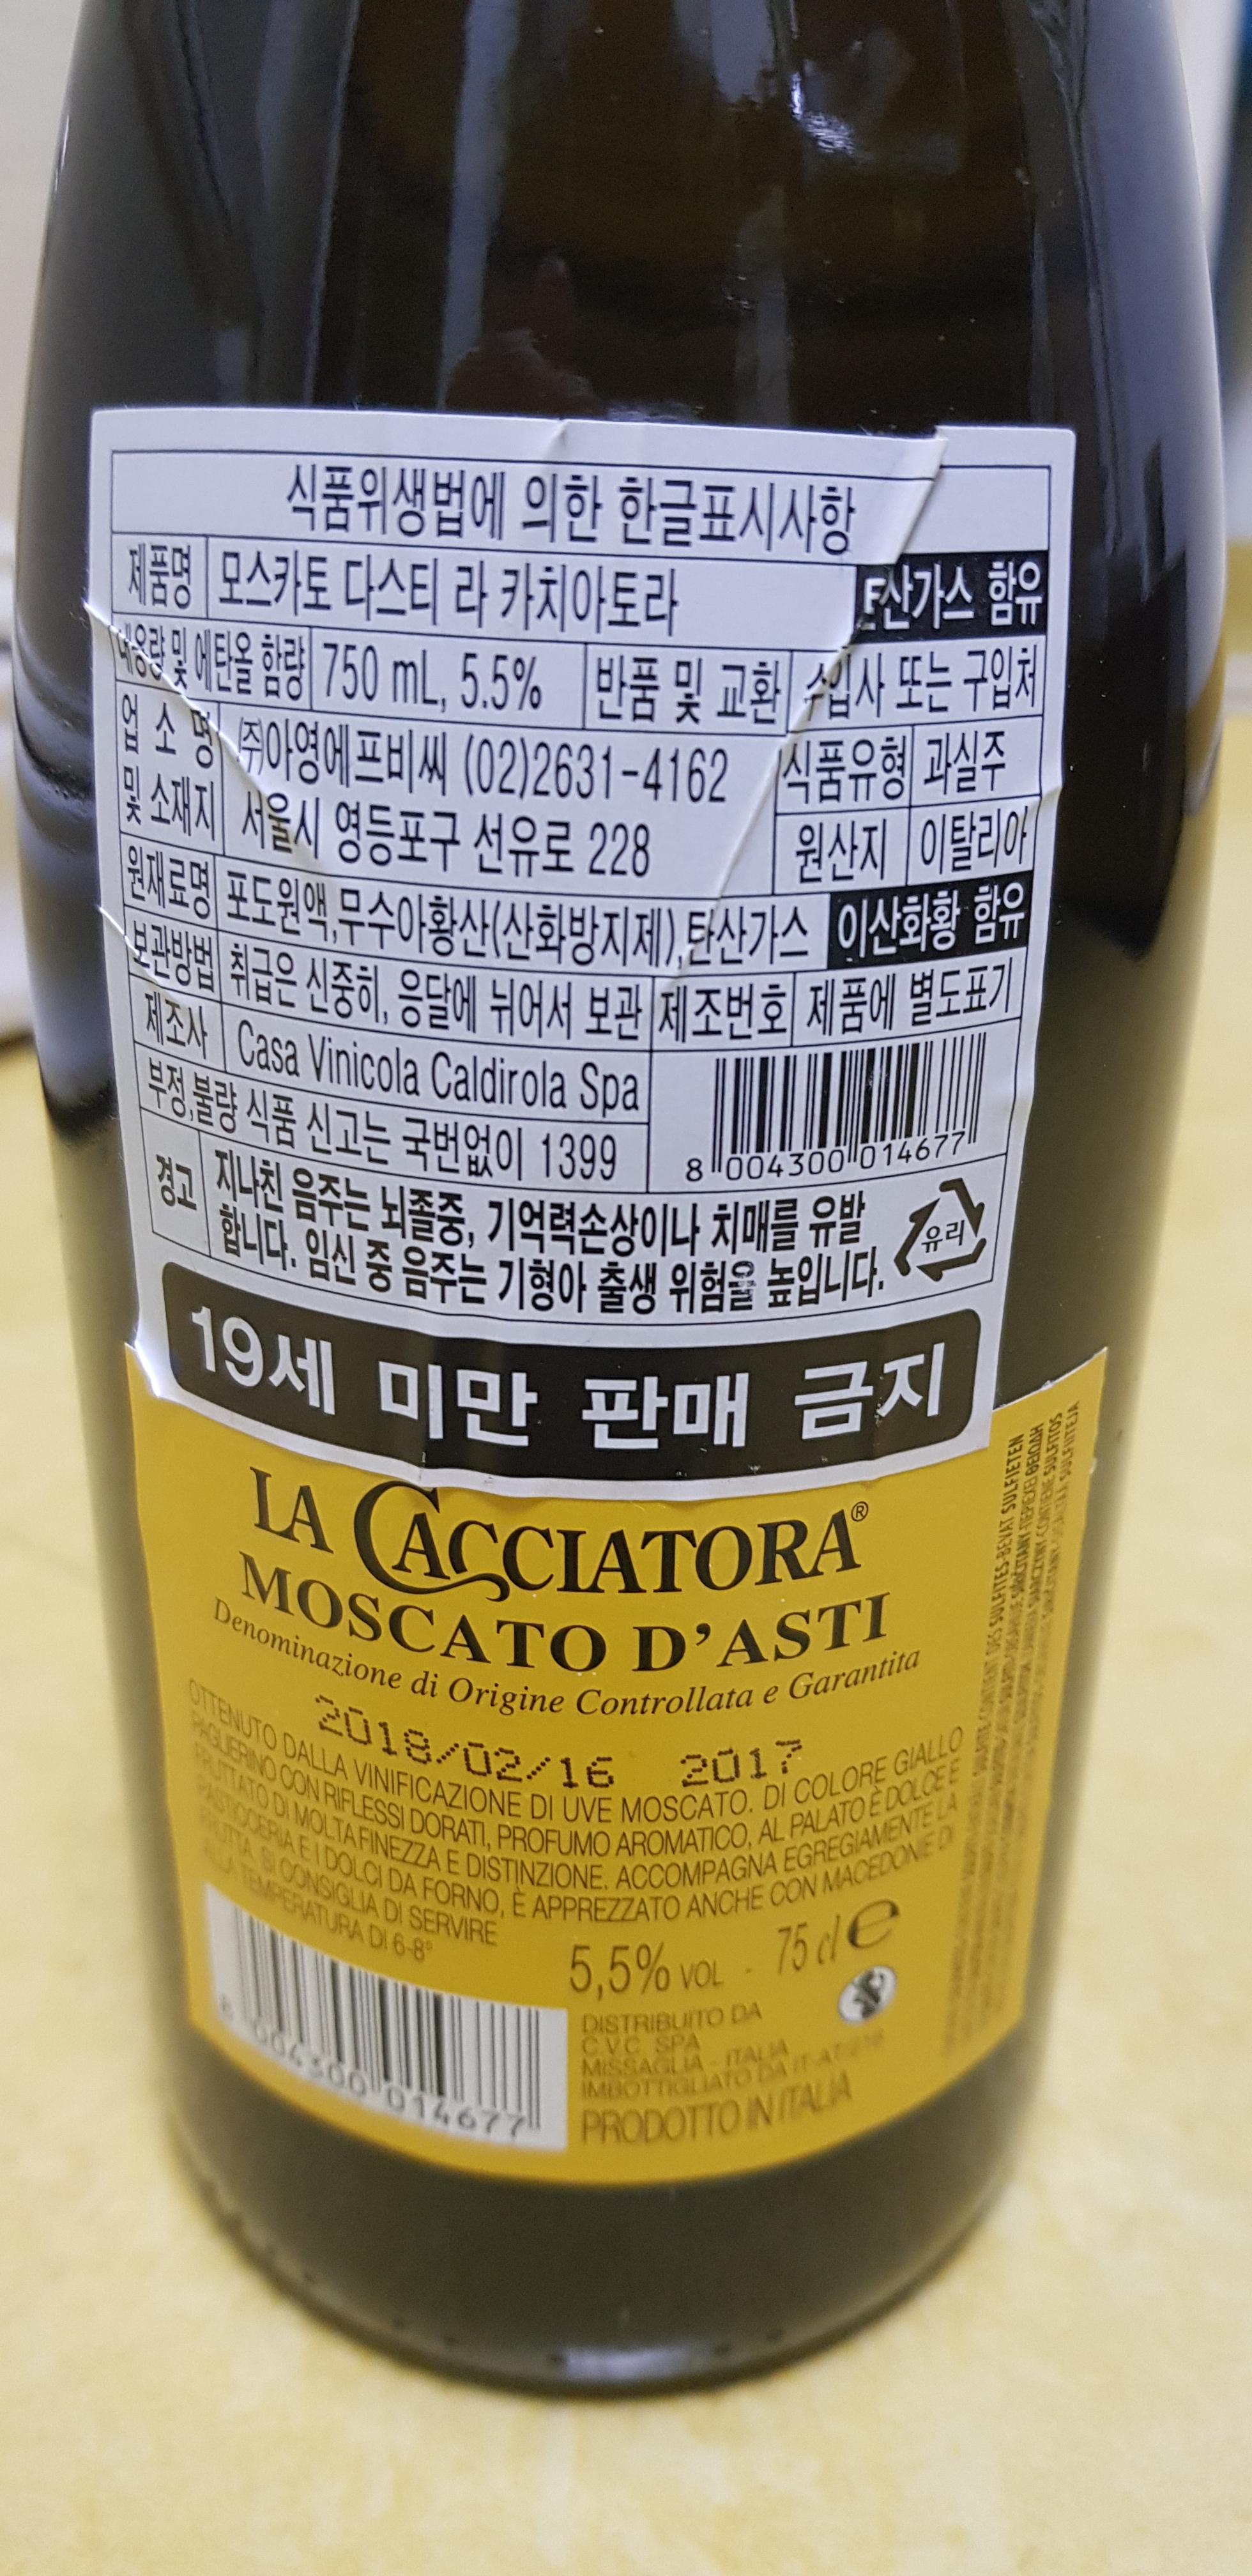 식품위생법에 의한 한글표시사항
제품명 모스카토 다스티 라 카치아토라 탄산가스 함유
내용량 및 에탄올 함량 750 mL, 5.5% 반품 및 교환 수입사 또는 구입처
업소명 및 소재지 ㈜아영에프비씨 (02)2631-4162 식품유형 과실주
서울시 영등포구 선유로 228 원산지 이탈리아
원재료명 포도원액,무수아황산(산화방지제),탄산가스 이산화황 함유
보관방법 취급은 신중히, 응달에 뉘어서 보관 제조번호 제품에 별도표기
제조사 Casa Vinicola Caldirola Spa
부정,불량 식품 신고는 국번없이 1399
8 004300 014677
경고 지나친 음주는 뇌졸중, 기억력손상이나 치매를 유발
합니다. 임신 중 음주는 기형아 출생 위험을 높입니다.
유리
19세 미만 판매 금지
LA CACCIATORA®
MOSCATO D'ASTI
Denominazione di Origine Controllata e Garantita
2018/02/16 2017
OTTENUTO DALLA VINIFICAZIONE DI UVE MOSCATO. DI COLORE GIALLO
PAGLIERINO CON RIFLESSI DORATI, PROFUMO AROMATICO, AL PALATO È DOLCE E
FRUTTATO DI MOLTA FINEZZA E DISTINZIONE. ACCOMPAGNA EGREGIAMENTE LA
PASTICCERIA E I DOLCI DA FORNO, È APPREZZATO ANCHE CON MACEDONIE DI
FRUTTA. SI CONSIGLIA DI SERVIRE
ALLA TEMPERATURA DI 6-8°
5,5% VOL - 75 cl e
8 004300 014677
DISTRIBUITO DA
C.V.C. SPA
MISSAGLIA - ITALIA
IMBOTTIGLIATO DA
PRODOTTO IN ITALIA